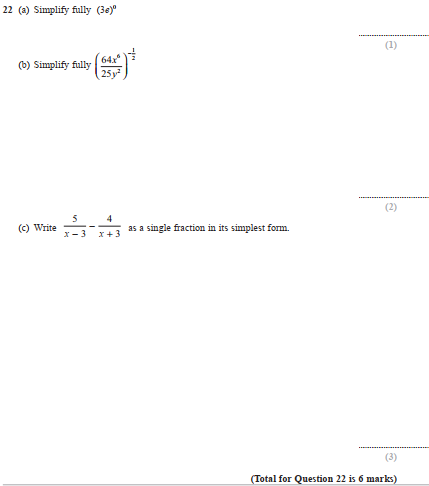 22 (a) Simplify fully (3e)⁰
(1)
(b) Simplify fully (64x⁶/25y²)^(-1/2)
(2)
(c) Write 5/(x − 3) − 4/(x + 3) as a single fraction in its simplest form.
(3)
(Total for Question 22 is 6 marks)